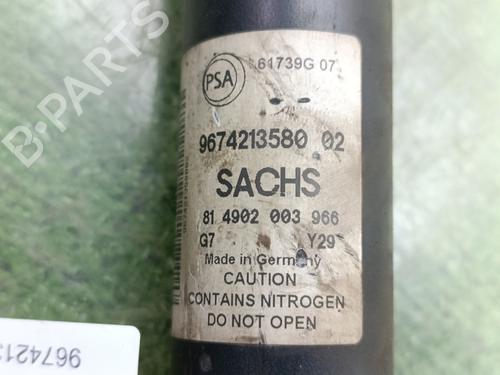 PSA
61739G 07
9674213580 02
SACHS
81 4902 003 966
G7 Y29
Made in Germany
CAUTION
CONTAINS NITROGEN
DO NOT OPEN
B-PARTS